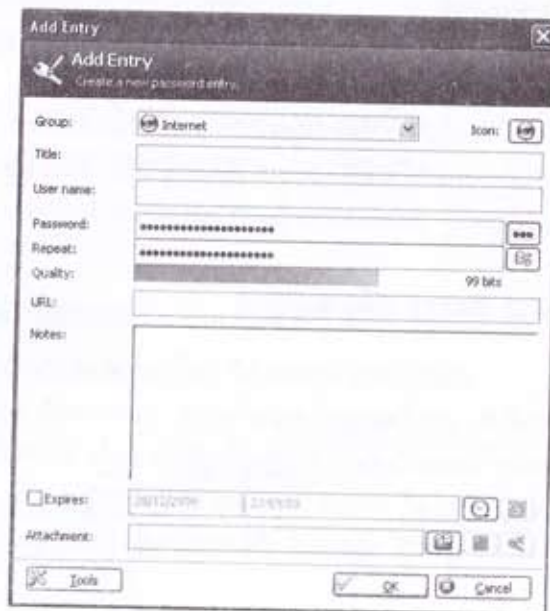 Add Entry
Add Entry
Create a new password entry.
Group: Internet Icon:
Title:
User name:
Password: ********************
Repeat: ********************
Quality: 99 bits
URL:
Notes:
Expires:
Attachment:
Tools OK Cancel